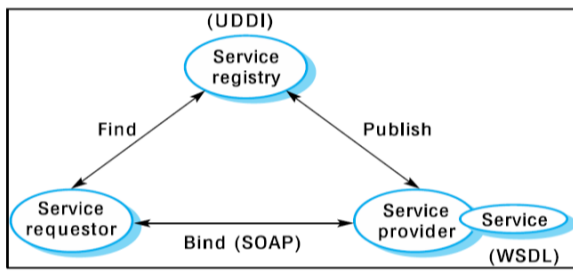 (UDDI)
Service
registry
Find
Publish
Service
requestor
Bind (SOAP)
Service
provider
Service
(WSDL)